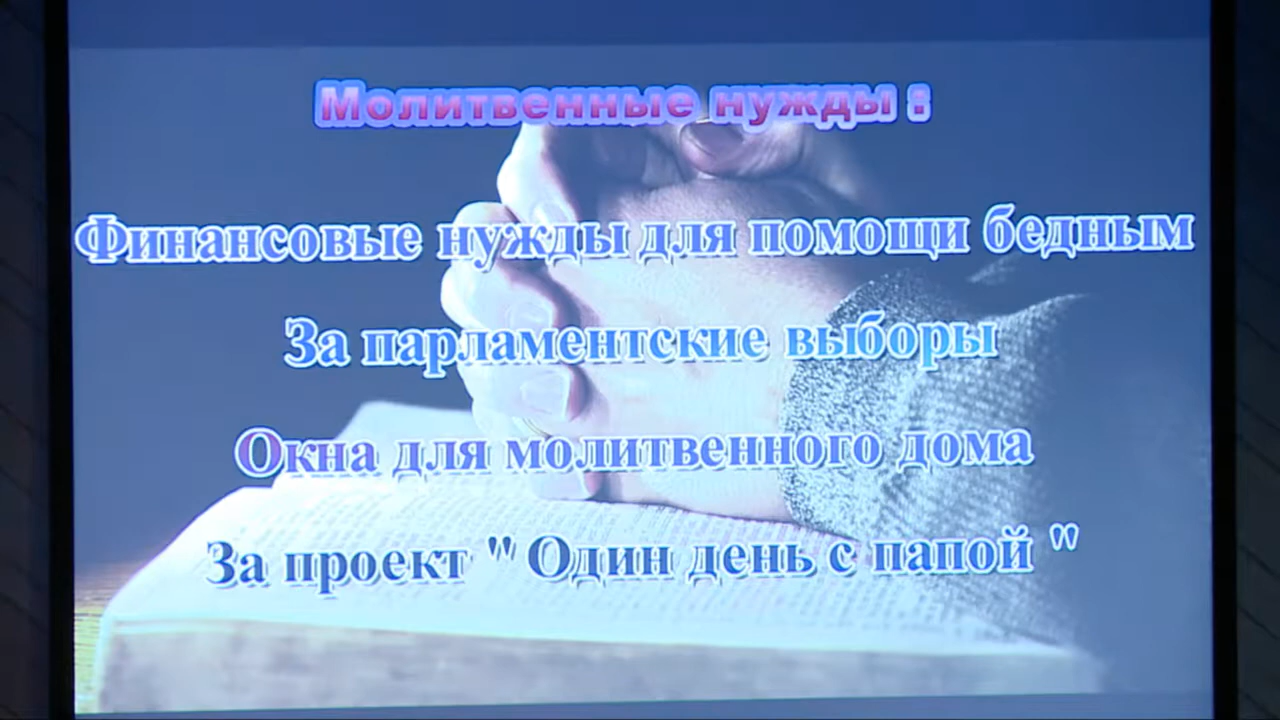 Молитвенные нужды :
Финансовые нужды для помощи бедным
За парламентские выборы
Окна для молитвенного дома
За проект " Один день с папой "